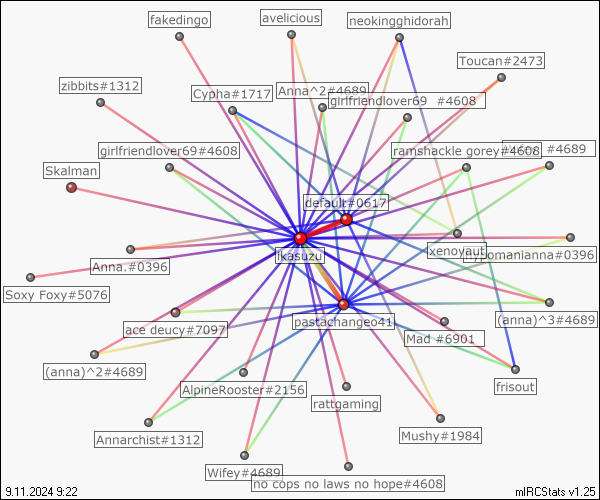 fakedingo
avelicious
neokingghidorah
Toucan#2473
zibbits#1312
Cypha#1717
Anna^2#4689
girlfriendlover69 #4608
girlfriendlover69#4608
ramshackle gorey#4608
#4689
Skalman
default#0617
ikasuzu
xenoyaut
manianna#0396
Anna.#0396
Soxy Foxy#5076
pastachangeo41
(anna)^3#4689
ace deucy#7097
Mad #6901
(anna)^2#4689
AlpineRooster#2156
frisout
rattgaming
Annarchist#1312
Mushy#1984
Wifey#4689
no cops no laws no hope#4608
9.11.2024 9:22
mIRCStats v1.25